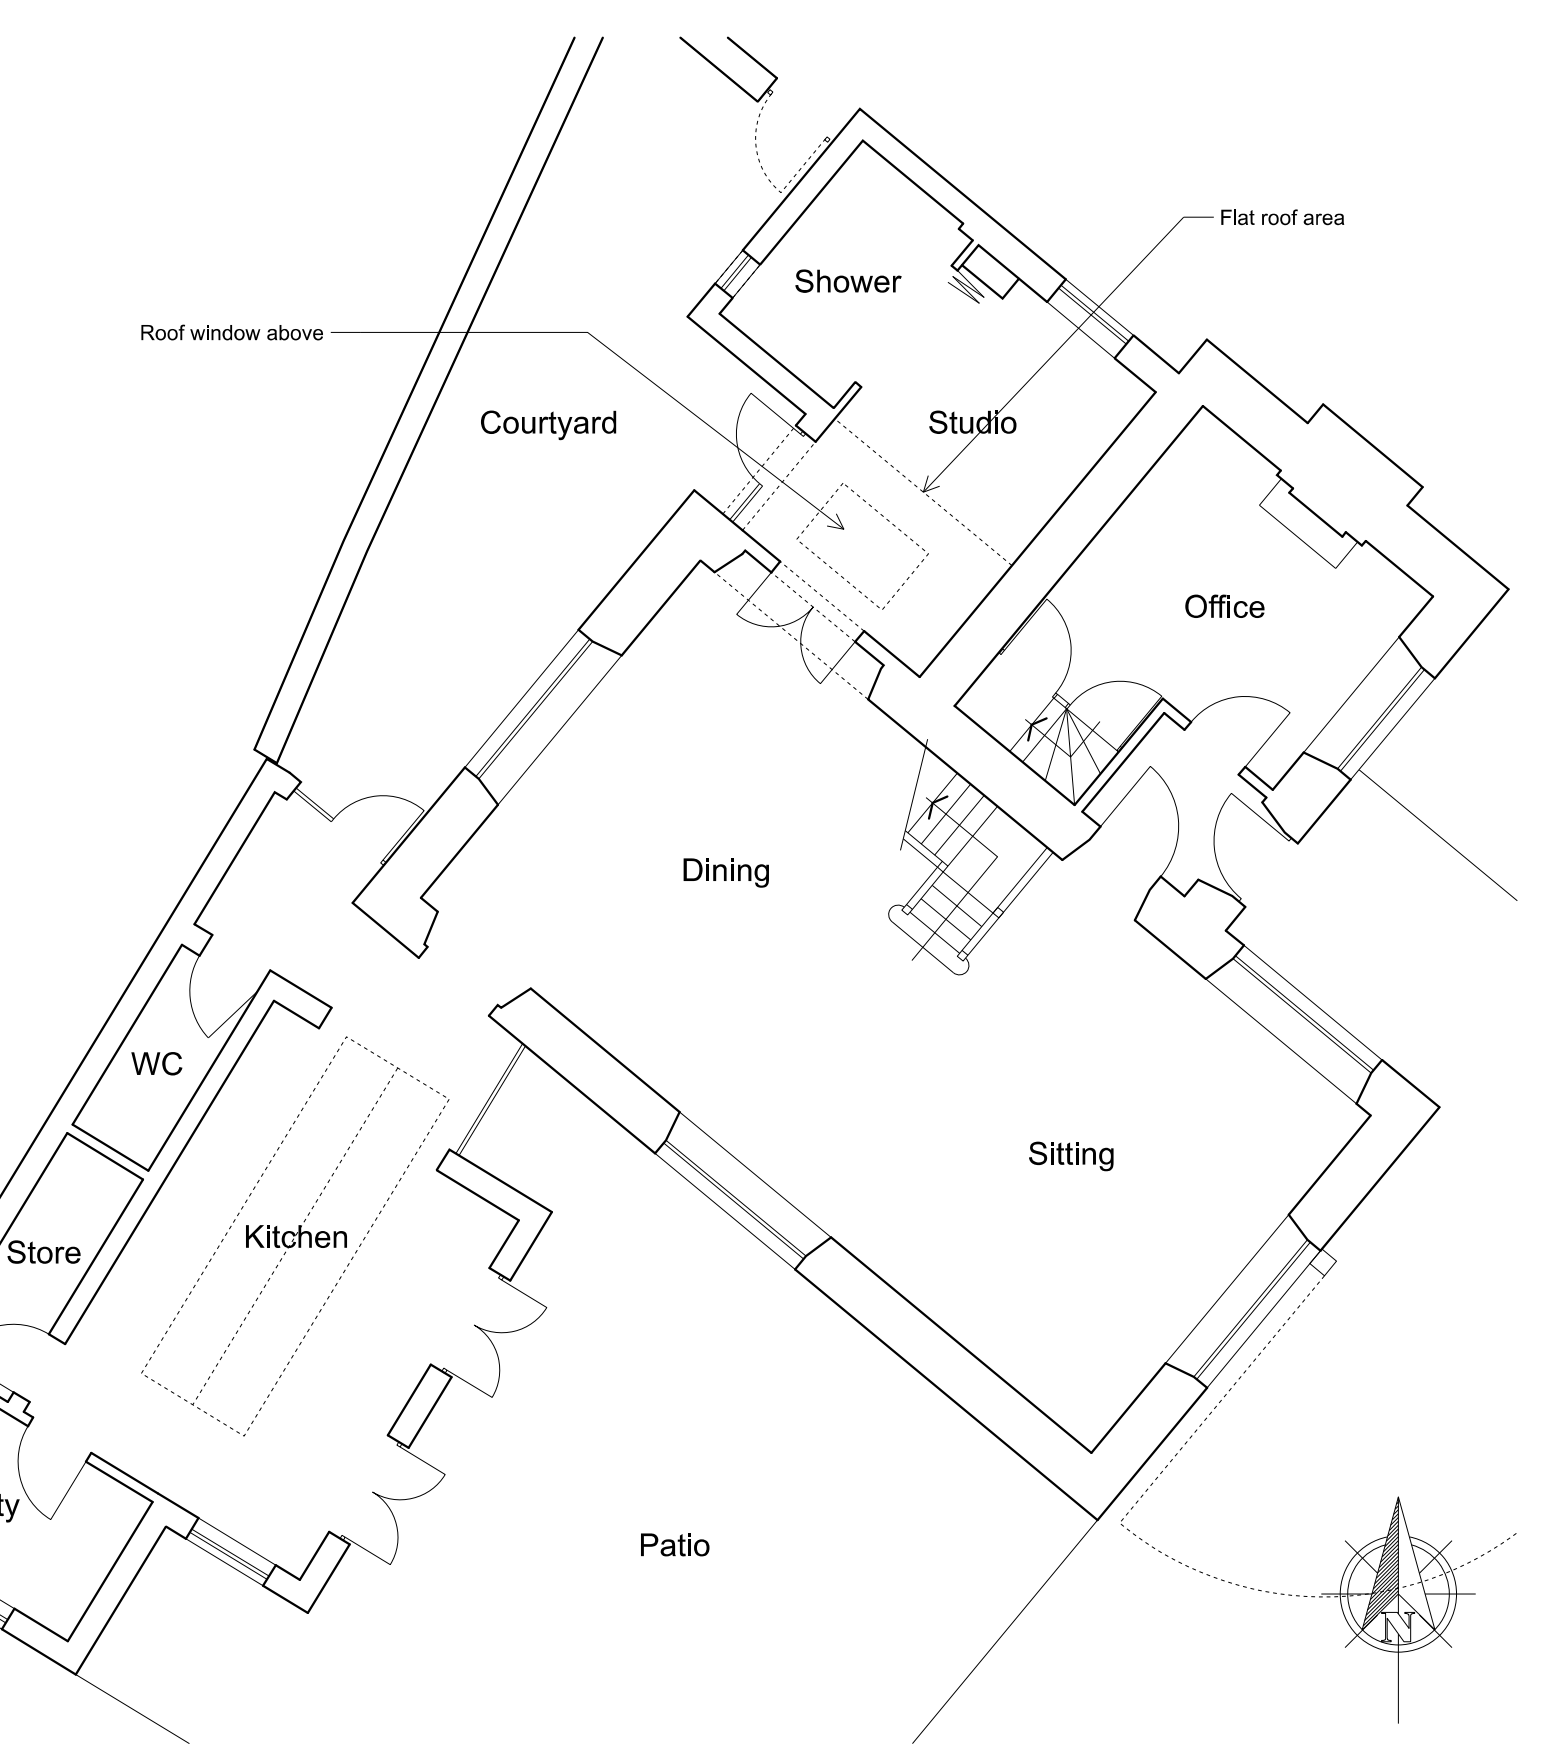 Flat roof area
Shower
Roof window above
Courtyard
Studio
Office
Dining
WC
Sitting
Kitchen
Store
ty
Patio
N